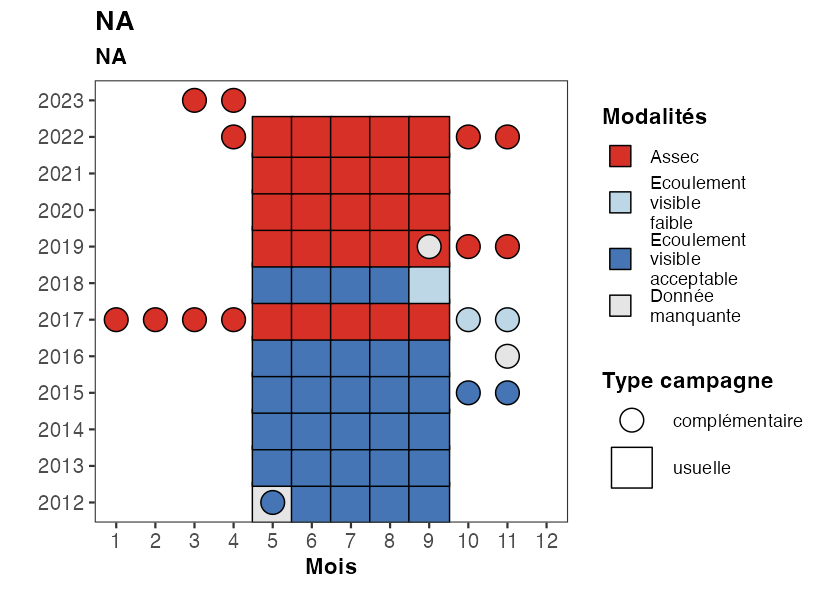 NA
NA
2023
2022
2021
2020
2019
2018
2017
2016
2015
2014
2013
2012
1 2 3 4 5 6 7 8 9 10 11 12
Mois
Modalités
Assec
Ecoulement
visible
faible
Ecoulement
visible
acceptable
Donnée
manquante
Type campagne
complémentaire
usuelle